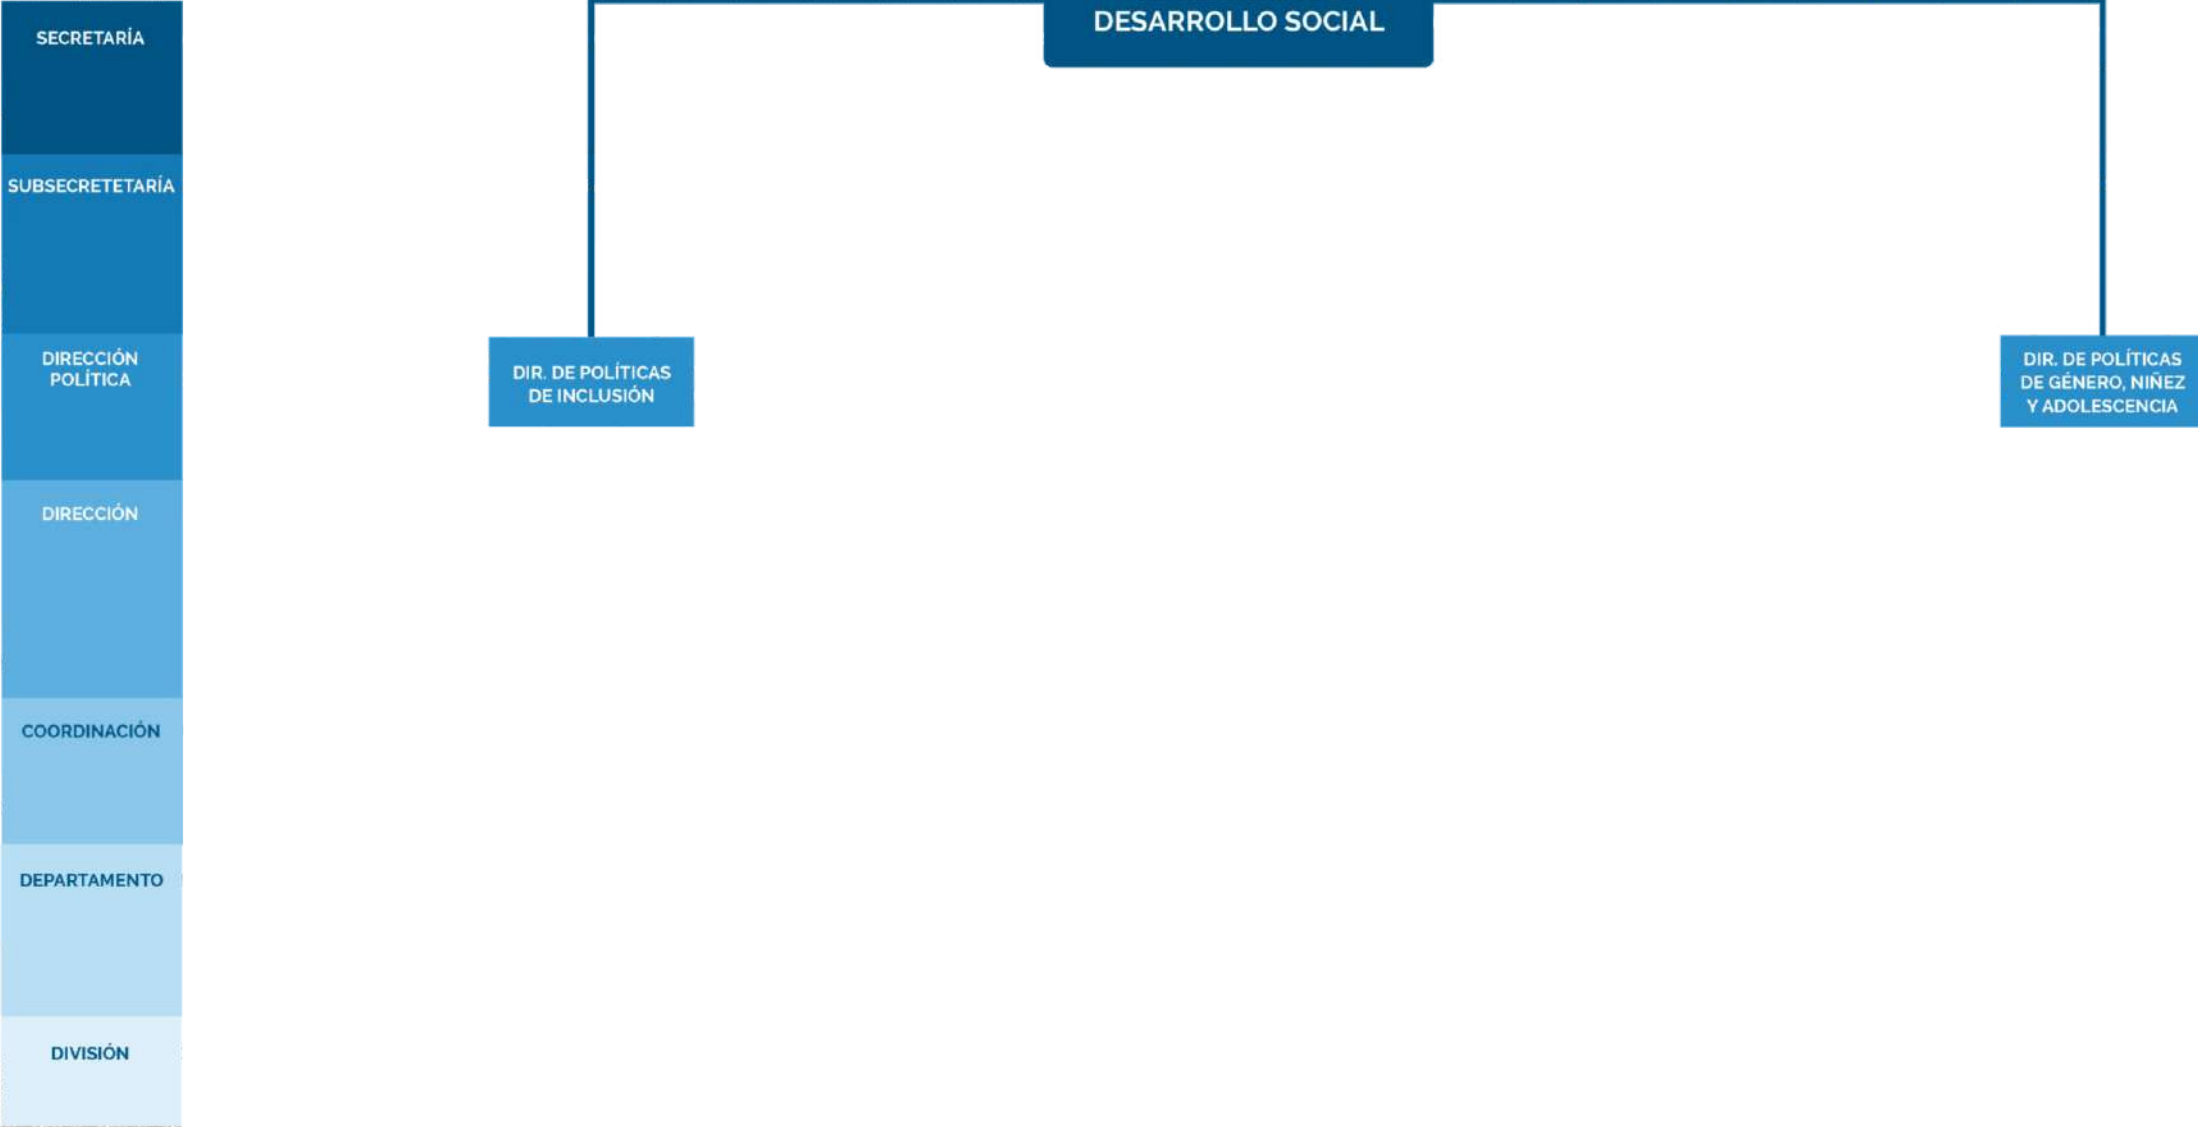 DESARROLLO SOCIAL
SECRETARÍA
SUBSECRETETARÍA
DIRECCIÓN
POLÍTICA
DIR. DE POLÍTICAS
DE INCLUSIÓN
DIR. DE POLÍTICAS
DE GÉNERO, NIÑEZ
Y ADOLESCENCIA
DIRECCIÓN
COORDINACIÓN
DEPARTAMENTO
DIVISIÓN